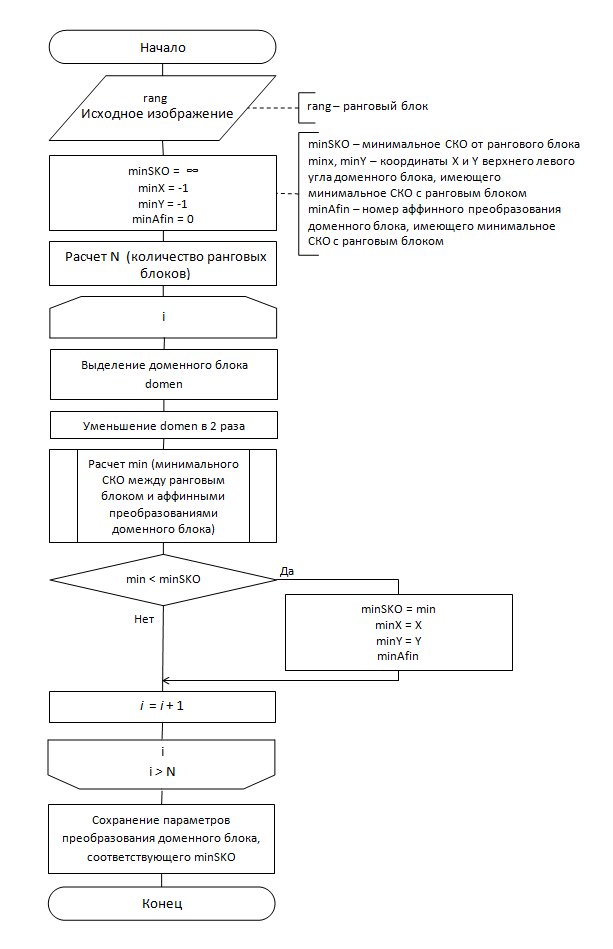 Начало
rang
Исходное изображение
rang – ранговый блок
minSKO = ∞
minX = -1
minY = -1
minAfin = 0
minSKO – минимальное СКО от рангового блока
minx, minY – координаты X и Y верхнего левого
угла доменного блока, имеющего
минимальное СКО с ранговым блоком
minAfin – номер аффинного преобразования
доменного блока, имеющего минимальное
СКО с ранговым блоком
Расчет N (количество ранговых
блоков)
i
Выделение доменного блока
domen
Уменьшение domen в 2 раза
Расчет min (минимального
СКО между ранговым
блоком и аффинными
преобразованиями
доменного блока)
min < minSKO
Да
Нет
minSKO = min
minX = X
minY = Y
minAfin
i = i + 1
i
i > N
Сохранение параметров
преобразования доменного блока,
соответствующего minSKO
Конец